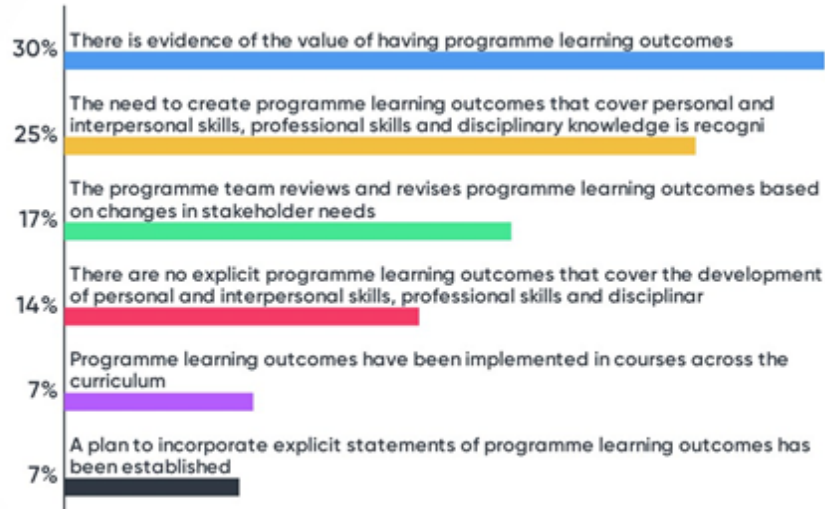 30%
There is evidence of the value of having programme learning outcomes
The need to create programme learning outcomes that cover personal and
25%
interpersonal skills, professional skills and disciplinary knowledge is recogni
The programme team reviews and revises programme learning outcomes based
17%
on changes in stakeholder needs
There are no explicit programme learning outcomes that cover the development
14%
of personal and interpersonal skills, professional skills and disciplinar
Programme learning outcomes have been implemented in courses across the
7%
curriculum
A plan to incorporate explicit statements of programme learning outcomes has
7%
been established